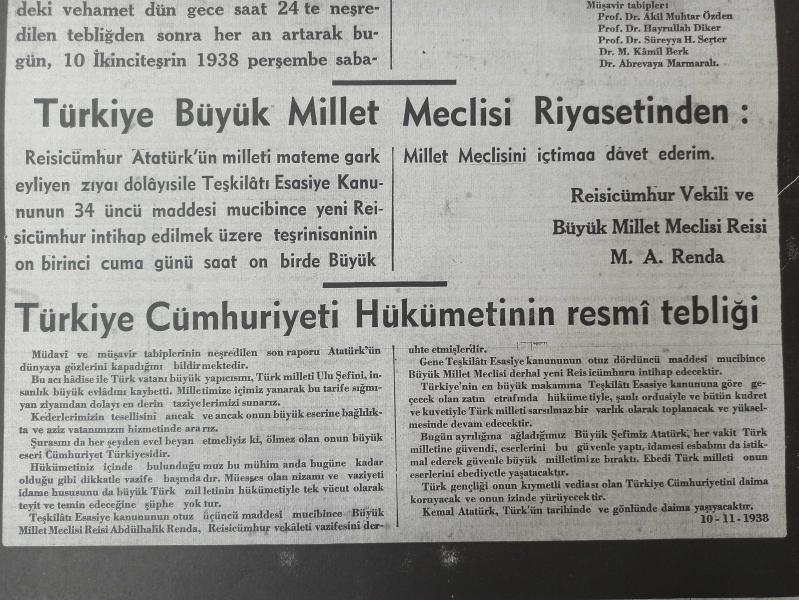 deki vehamet dün gece saat 24 te neşre-
dilen tebliğden sonra her an artarak bu-
gün, 10 İkinciteşrin 1938 perşembe saba-
Müşavir tabipleri
Prof. Dr. Akil Muhtar Özden
Prof. Dr. Hayrullah Diker
Prof. Dr. Süreyya H. Serter
Dr. M. Kâmil Berk
Dr. Abrevaya Marmaralı.
Türkiye Büyük Millet Meclisi Riyasetinden :
Reisicümhur Atatürk'ün milleti mateme gark
eyliyen ziyaı dolâyısile Teşkilâtı Esasiye Kanu-
nunun 34 üncü maddesi mucibince yeni Rei-
sicümhur intihap edilmek üzere teşrinisaninin
on birinci cuma günü saat on birde Büyük
Millet Meclisini içtimaa dâvet ederim.
Reisicümhur Vekili ve
Büyük Millet Meclisi Reisi
M. A. Renda
Türkiye Cümhuriyeti Hükümetinin resmî tebliği
Müdavî ve müşavir tabiplerinin neşredilen son raporu Atatürk'ün
dünyaya gözlerini kapadığını bildirmektedir.
Bu acı hâdise ile Türk vatanı büyük yapıcısını, Türk milleti Ulu Şefini, in-
sanlık büyük evlâdını kaybetti. Milletimize içimiz yanarak bu tarife sığmı-
yan ziyaından dolayı en derin taziyelerimizi sunarız.
Kederlerimizin tesellisini ancak ve ancak onun büyük eserine bağlılık-
ta ve aziz vatanımızın hizmetinde ararız.
Şurasını da her şeyden evel beyan etmeliyiz ki, ölmez olan onun büyük
eseri Cümhuriyet Türkiyesidir.
Hükümetiniz içinde bulunduğumuz bu mühim anda bugüne kadar
olduğu gibi dikkatle vazife başındadır. Müesses olan nizamı ve vaziyeti
idame hususunu da büyük Türk milletinin hükümetiyle tek vücut olarak
teyit ve temin edeceğine şüphe yoktur.
Teşkilâtı Esasiye kanununun otuz üçüncü maddesi mucibince Büyük
Millet Meclisi Reisi Abdülhalik Renda, Reisicümhur vekâleti vazifesini der-
uhte etmişlerdir.
Gene Teşkilâtı Esasiye kanununun otuz dördüncü maddesi mucibince
Büyük Millet Meclisi derhal yeni Reisicümhuru intihap edecektir.
Türkiye'nin en büyük makamına Teşkilâtı Esasiye kanununa göre ge-
çecek olan zatın etrafında hükümetiyle, şanlı ordusiyle ve bütün kudret
ve kuvetiyle Türk milleti sarsılmaz bir varlık olarak toplanacak ve yüksel-
mesinde devam edecektir.
Bugün ayrılığına ağladığımız Büyük Şefimiz Atatürk, her vakit Türk
milletine güvendi, eserlerini bu güvenle yaptı, idamesi esbabını da istik-
mal ederek güvenle büyük milletimize bıraktı. Ebedi Türk milleti onun
eserlerini ebediyetle yaşatacaktır.
Türk gençliği onun kıymetli vediası olan Türkiye Cümhuriyetini daima
koruyacak ve onun izinde yürüyecektir.
Kemal Atatürk, Türk'ün tarihinde ve gönlünde daima yaşıyacaktır.
10-11-1938